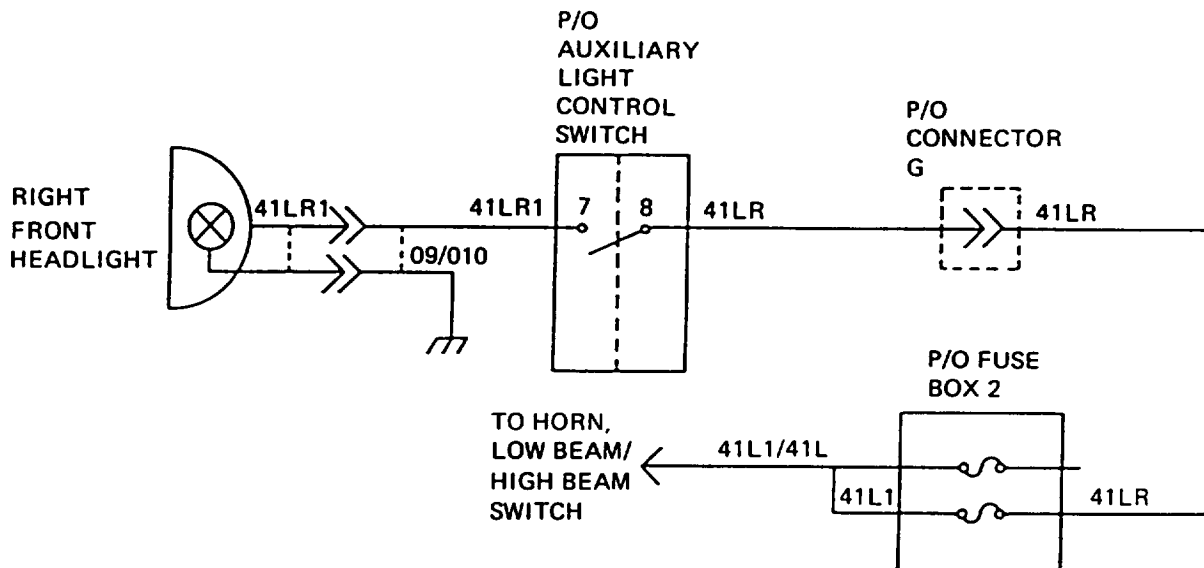 P/O
AUXILIARY
LIGHT
CONTROL
SWITCH
P/O
CONNECTOR
G
RIGHT
FRONT
HEADLIGHT
41LR1
41LR1
7
8
41LR
41LR
09/010
P/O FUSE
BOX 2
TO HORN,
LOW BEAM/
HIGH BEAM
SWITCH
41L1/41L
41L1
41LR